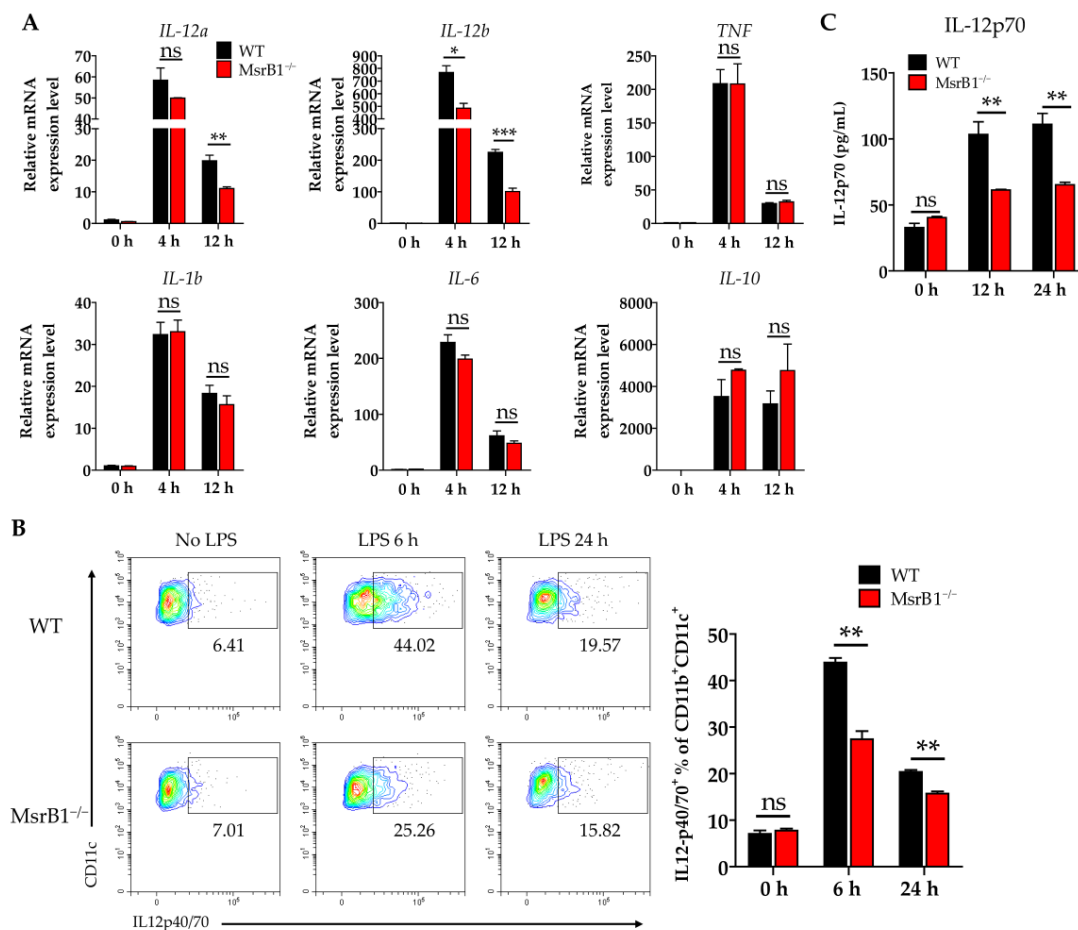 A
IL-12a
WT
MsrB1⁻/⁻
Relative mRNA
expression level
70
60
50
40
30
20
10
0
ns
**
0 h 4 h 12 h
IL-12b
Relative mRNA
expression level
900
800
700
600
500
400
300
200
100
0
*
***
0 h 4 h 12 h
TNF
Relative mRNA
expression level
250
200
150
100
50
0
ns
ns
0 h 4 h 12 h
C
IL-12p70
WT
MsrB1⁻/⁻
IL-12p70 (pg/mL)
150
100
50
0
ns
**
**
0 h 12 h 24 h
IL-1b
Relative mRNA
expression level
40
30
20
10
0
ns
ns
0 h 4 h 12 h
IL-6
Relative mRNA
expression level
300
200
100
0
ns
ns
0 h 4 h 12 h
IL-10
Relative mRNA
expression level
8000
6000
4000
2000
0
ns
ns
0 h 4 h 12 h
B
No LPS LPS 6 h LPS 24 h
WT
6.41 44.02 19.57
MsrB1⁻/⁻
7.01 25.26 15.82
CD11c
IL12p40/70
WT
MsrB1⁻/⁻
IL12-p40/70⁺ % of CD11b⁺CD11c⁺
50
40
30
20
10
0
ns
**
**
0 h 6 h 24 h